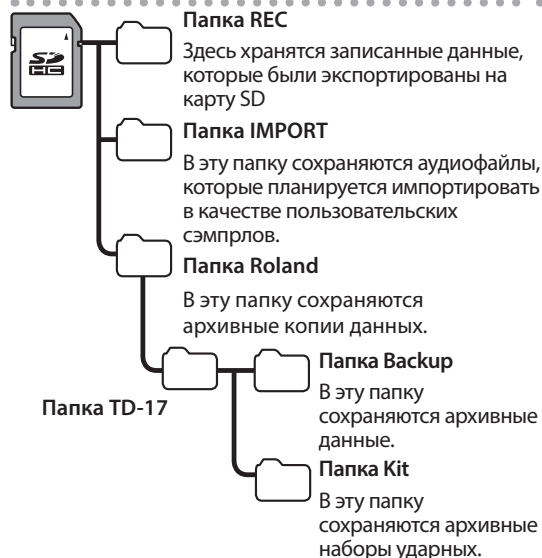 Папка REC
Здесь хранятся записанные данные,
которые были экспортированы на
карту SD
Папка IMPORT
В эту папку сохраняются аудиофайлы,
которые планируется импортировать
в качестве пользовательских
сэмпрлов.
Папка Roland
В эту папку сохраняются
архивные копии данных.
Папка TD-17
Папка Backup
В эту папку
сохраняются архивные
данные.
Папка Kit
В эту папку
сохраняются архивные
наборы ударных.